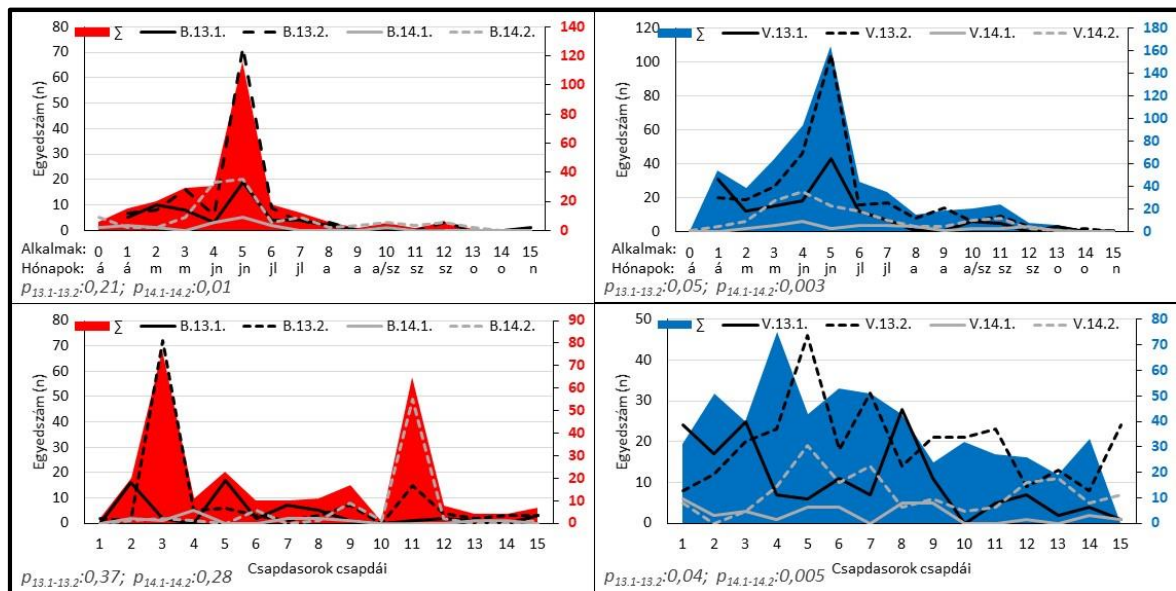 Σ B.13.1. B.13.2. B.14.1. B.14.2.
80 70 60 50 40 30 20 10 0
Egyedszám (n)
140 120 100 80 60 40 20 0
Alkalmak: 0 1 2 3 4 5 6 7 8 9 10 11 12 13 14 15
Hónapok: á á m m jn jn jl jl a a a/sz sz sz o o n
p13.1-13.2:0,21; p14.1-14.2:0,01
Σ V.13.1. V.13.2. V.14.1. V.14.2.
120 100 80 60 40 20 0
Egyedszám (n)
180 160 140 120 100 80 60 40 20 0
0 1 2 3 4 5 6 7 8 9 10 11 12 13 14 15
á á m m jn jn jl jl a a a/sz sz sz o o n
p13.1-13.2:0,05; p14.1-14.2:0,003
Σ B.13.1. B.13.2. B.14.1. B.14.2.
80 70 60 50 40 30 20 10 0
Egyedszám (n)
90 80 70 60 50 40 30 20 10 0
1 2 3 4 5 6 7 8 9 10 11 12 13 14 15
Csapdasorok csapdái
p13.1-13.2:0,37; p14.1-14.2:0,28
Σ V.13.1. V.13.2. V.14.1. V.14.2.
50 40 30 20 10 0
Egyedszám (n)
80 70 60 50 40 30 20 10 0
1 2 3 4 5 6 7 8 9 10 11 12 13 14 15
Csapdasorok csapdái
p13.1-13.2:0,04; p14.1-14.2:0,005